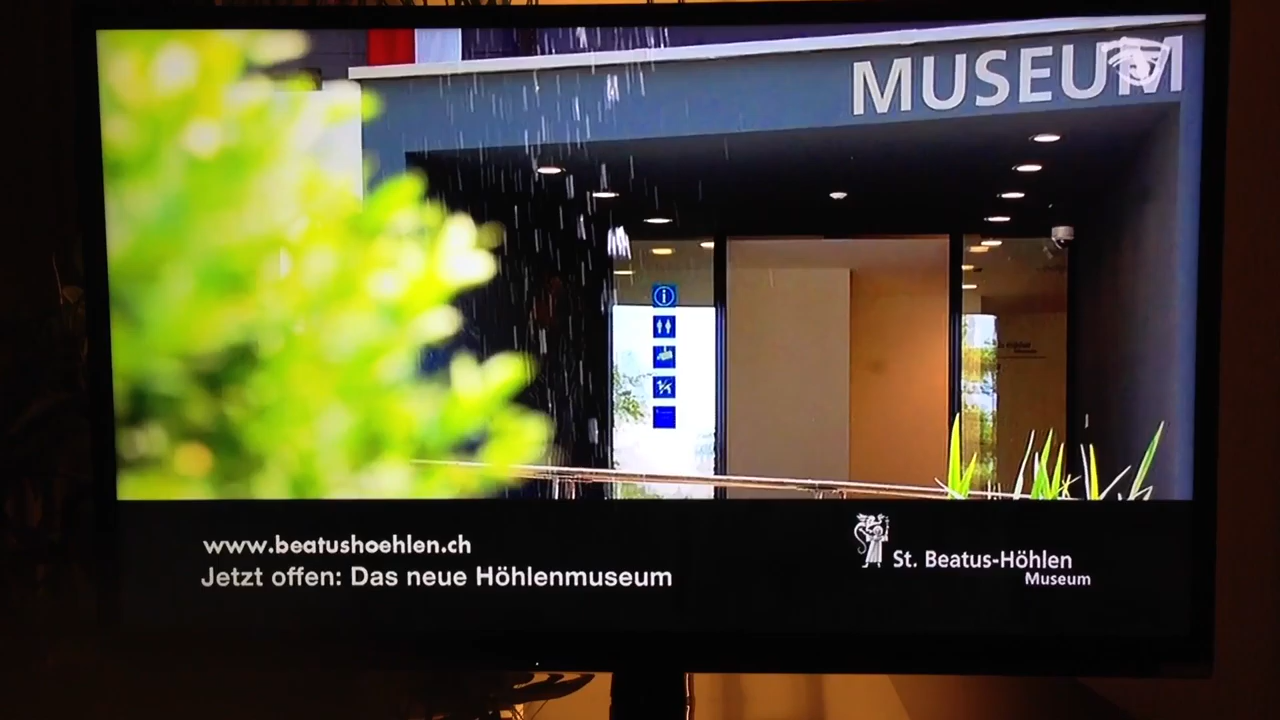 MUSEUM
www.beatushoehlen.ch
Jetzt offen: Das neue Höhlenmuseum
St. Beatus-Höhlen
Museum